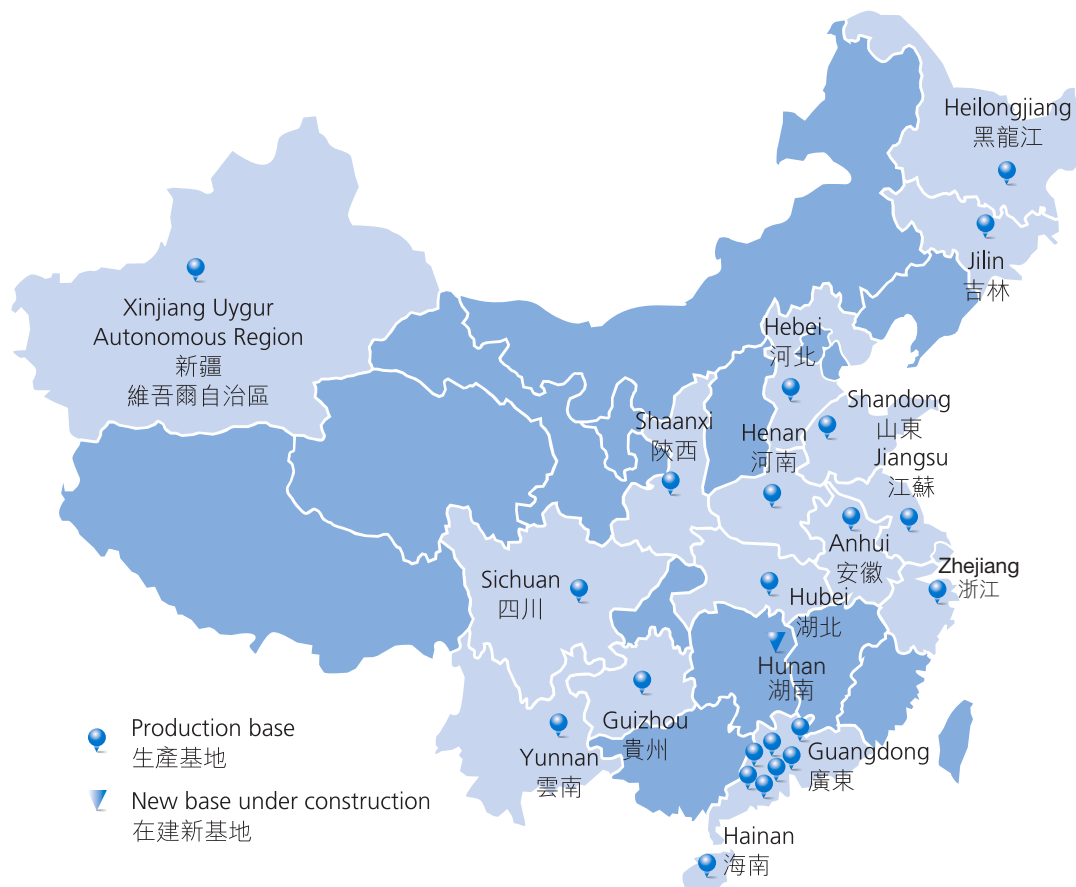 Heilongjiang
黑龍江
Jilin
吉林
Xinjiang Uygur
Autonomous Region
新疆
維吾爾自治區
Hebei
河北
Shandong
山東
Shaanxi
陝西
Henan
河南
Jiangsu
江蘇
Anhui
安徽
Zhejiang
浙江
Sichuan
四川
Hubei
湖北
Hunan
湖南
Guizhou
貴州
Yunnan
雲南
Guangdong
廣東
Hainan
海南
Production base
生產基地
New base under construction
在建新基地